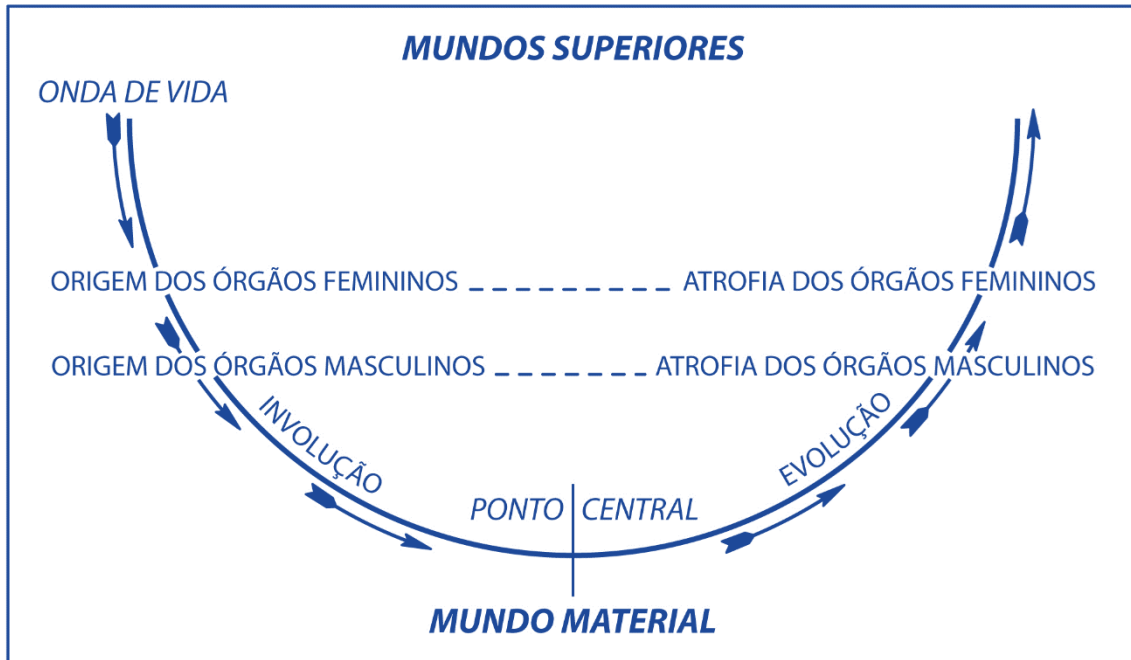 MUNDOS SUPERIORES
ONDA DE VIDA
ORIGEM DOS ÓRGÃOS FEMININOS
ATROFIA DOS ÓRGÃOS FEMININOS
ORIGEM DOS ÓRGÃOS MASCULINOS
ATROFIA DOS ÓRGÃOS MASCULINOS
INVOLUÇÃO
EVOLUÇÃO
PONTO CENTRAL
MUNDO MATERIAL